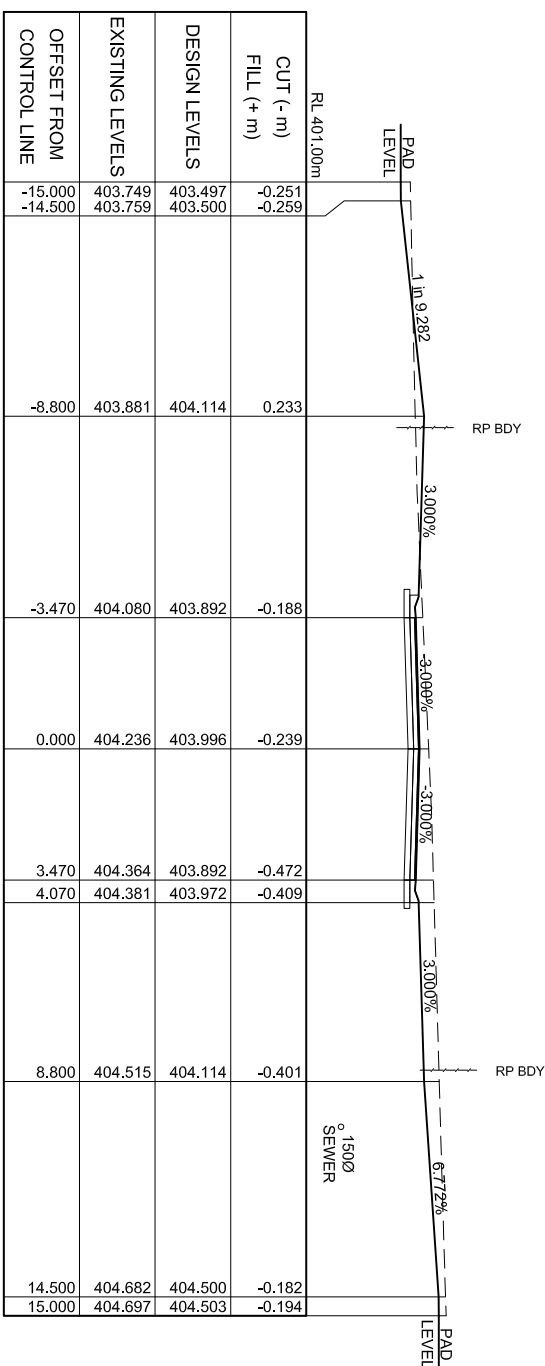 PAD
LEVEL
1 in 9.282
RP BDY
3.000%
-3.000%
-3.000%
3.000%
RP BDY
6.772%
PAD
LEVEL
150Ø
SEWER
RL 401.00m
CUT (- m)
FILL (+ m)
-0.251
-0.259
0.233
-0.188
-0.239
-0.472
-0.409
-0.401
-0.182
-0.194
DESIGN LEVELS
403.497
403.500
404.114
403.892
403.996
403.892
403.972
404.114
404.500
404.503
EXISTING LEVELS
403.749
403.759
403.881
404.080
404.236
404.364
404.381
404.515
404.682
404.697
OFFSET FROM
CONTROL LINE
-15.000
-14.500
-8.800
-3.470
0.000
3.470
4.070
8.800
14.500
15.000